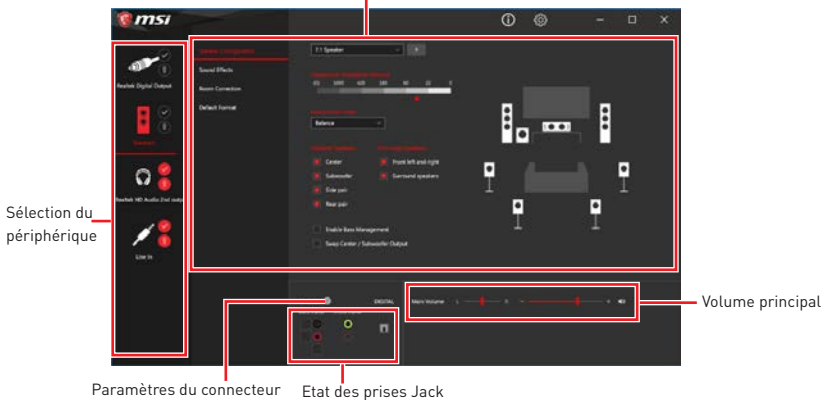 msi
Realtek Digital Output
Speakers
Realtek HD Audio 2nd output
Line In
Speaker Configuration
Sound Effects
Room Correction
Default Format
7.1 Speaker
Balance
Center
Front left and right
Subwoofer
Surround speakers
Side pair
Rear pair
Enable Bass Management
Swap Center / Subwoofer Output
DIGITAL
Main Volume
L
R
-
+
Sélection du
périphérique
Volume principal
Paramètres du connecteur
Etat des prises Jack